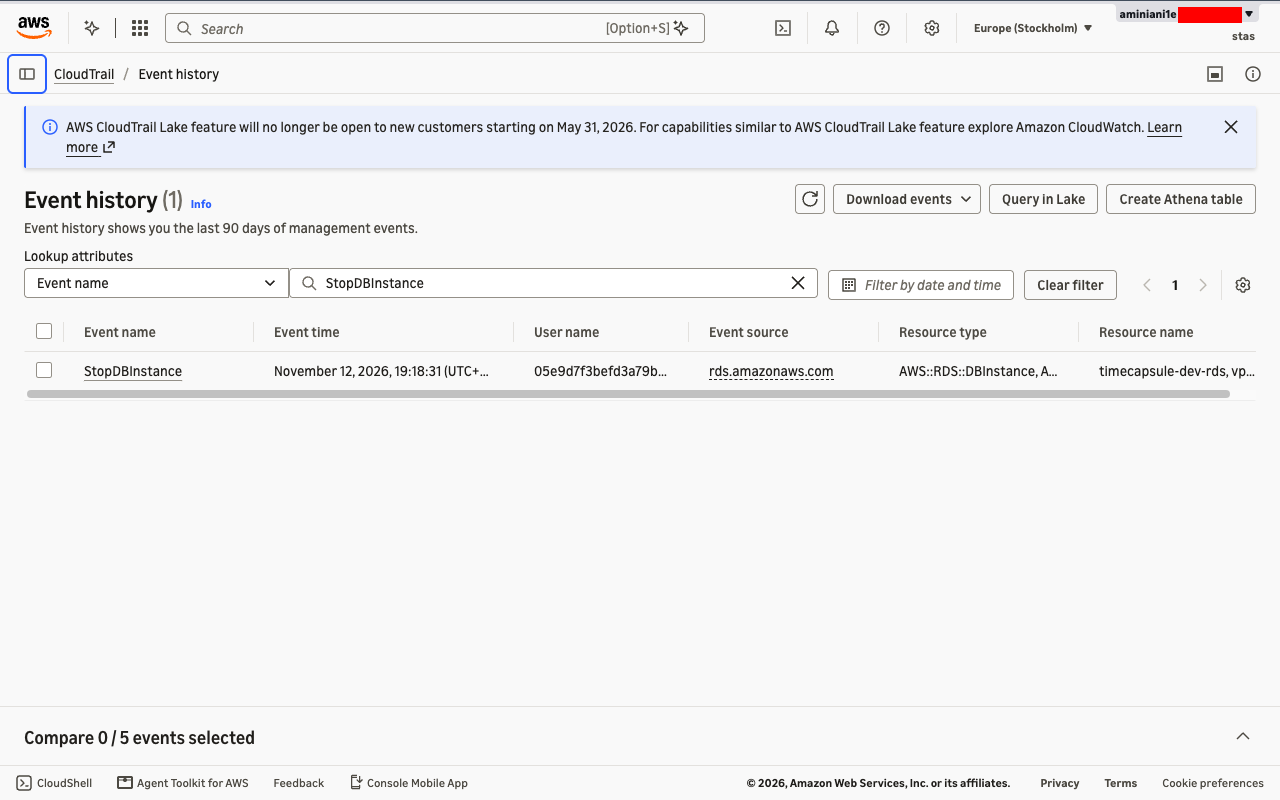 aws
Search
[Option+S]
Europe (Stockholm)
aminiani1e
stas
CloudTrail / Event history
AWS CloudTrail Lake feature will no longer be open to new customers starting on May 31, 2026. For capabilities similar to AWS CloudTrail Lake feature explore Amazon CloudWatch. Learn
more
Event history (1) Info
Download events
Query in Lake
Create Athena table
Event history shows you the last 90 days of management events.
Lookup attributes
Event name
StopDBInstance
Filter by date and time
Clear filter
1
Event name Event time User name Event source Resource type Resource name
StopDBInstance November 12, 2026, 19:18:31 (UTC+... 05e9d7f3befd3a79b... rds.amazonaws.com AWS::RDS::DBInstance, A... timecapsule-dev-rds, vp...
Compare 0 / 5 events selected
CloudShell Agent Toolkit for AWS Feedback Console Mobile App © 2026, Amazon Web Services, Inc. or its affiliates. Privacy Terms Cookie preferences